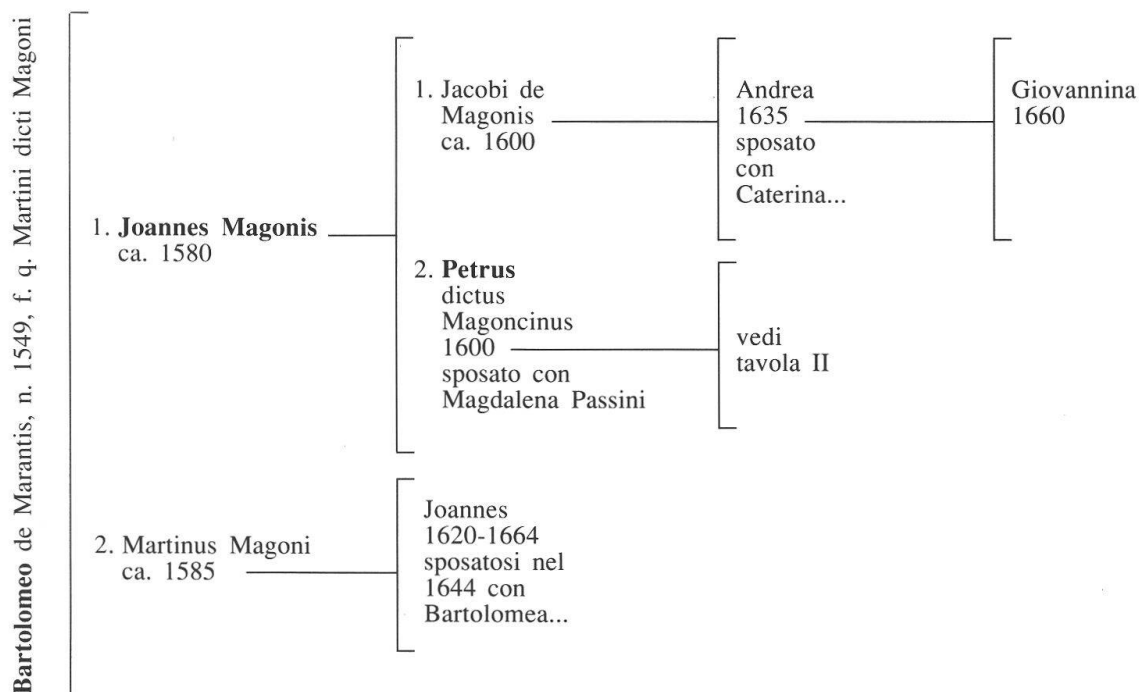 Bartolomeo de Marantis, n. 1549, f. q. Martini dicti Magoni
1. Joannes Magonis
ca. 1580
1. Jacobi de
Magonis
ca. 1600
Andrea
1635
sposato
con
Caterina...
Giovannina
1660
2. Petrus
dictus
Magoncinus
1600
sposato con
Magdalena Passini
vedi
tavola II
2. Martinus Magoni
ca. 1585
Joannes
1620-1664
sposatosi nel
1644 con
Bartolomea...